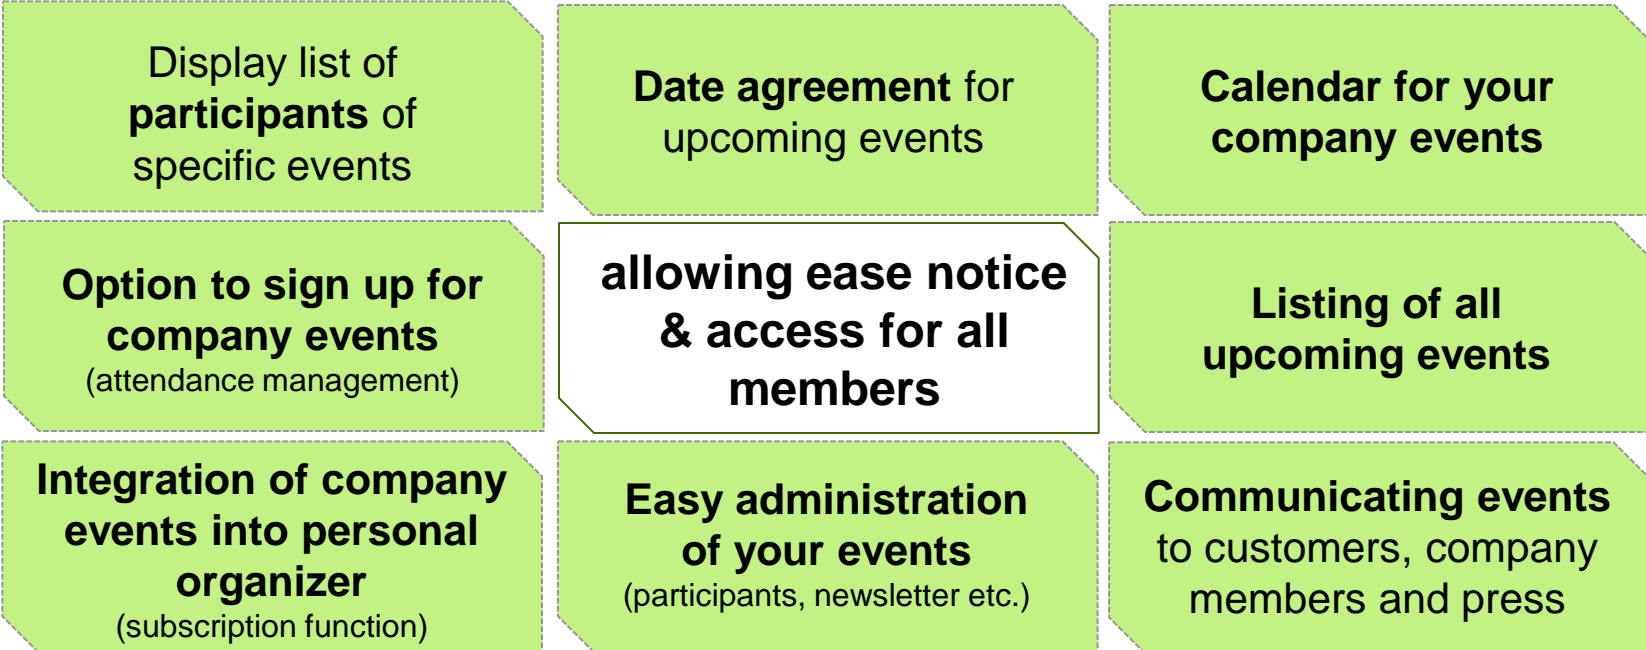 Display list of
participants of
specific events
Date agreement for
upcoming events
Calendar for your
company events
Option to sign up for
company events
(attendance management)
allowing ease notice
& access for all
members
Listing of all
upcoming events
Integration of company
events into personal
organizer
(subscription function)
Easy administration
of your events
(participants, newsletter etc.)
Communicating events
to customers, company
members and press